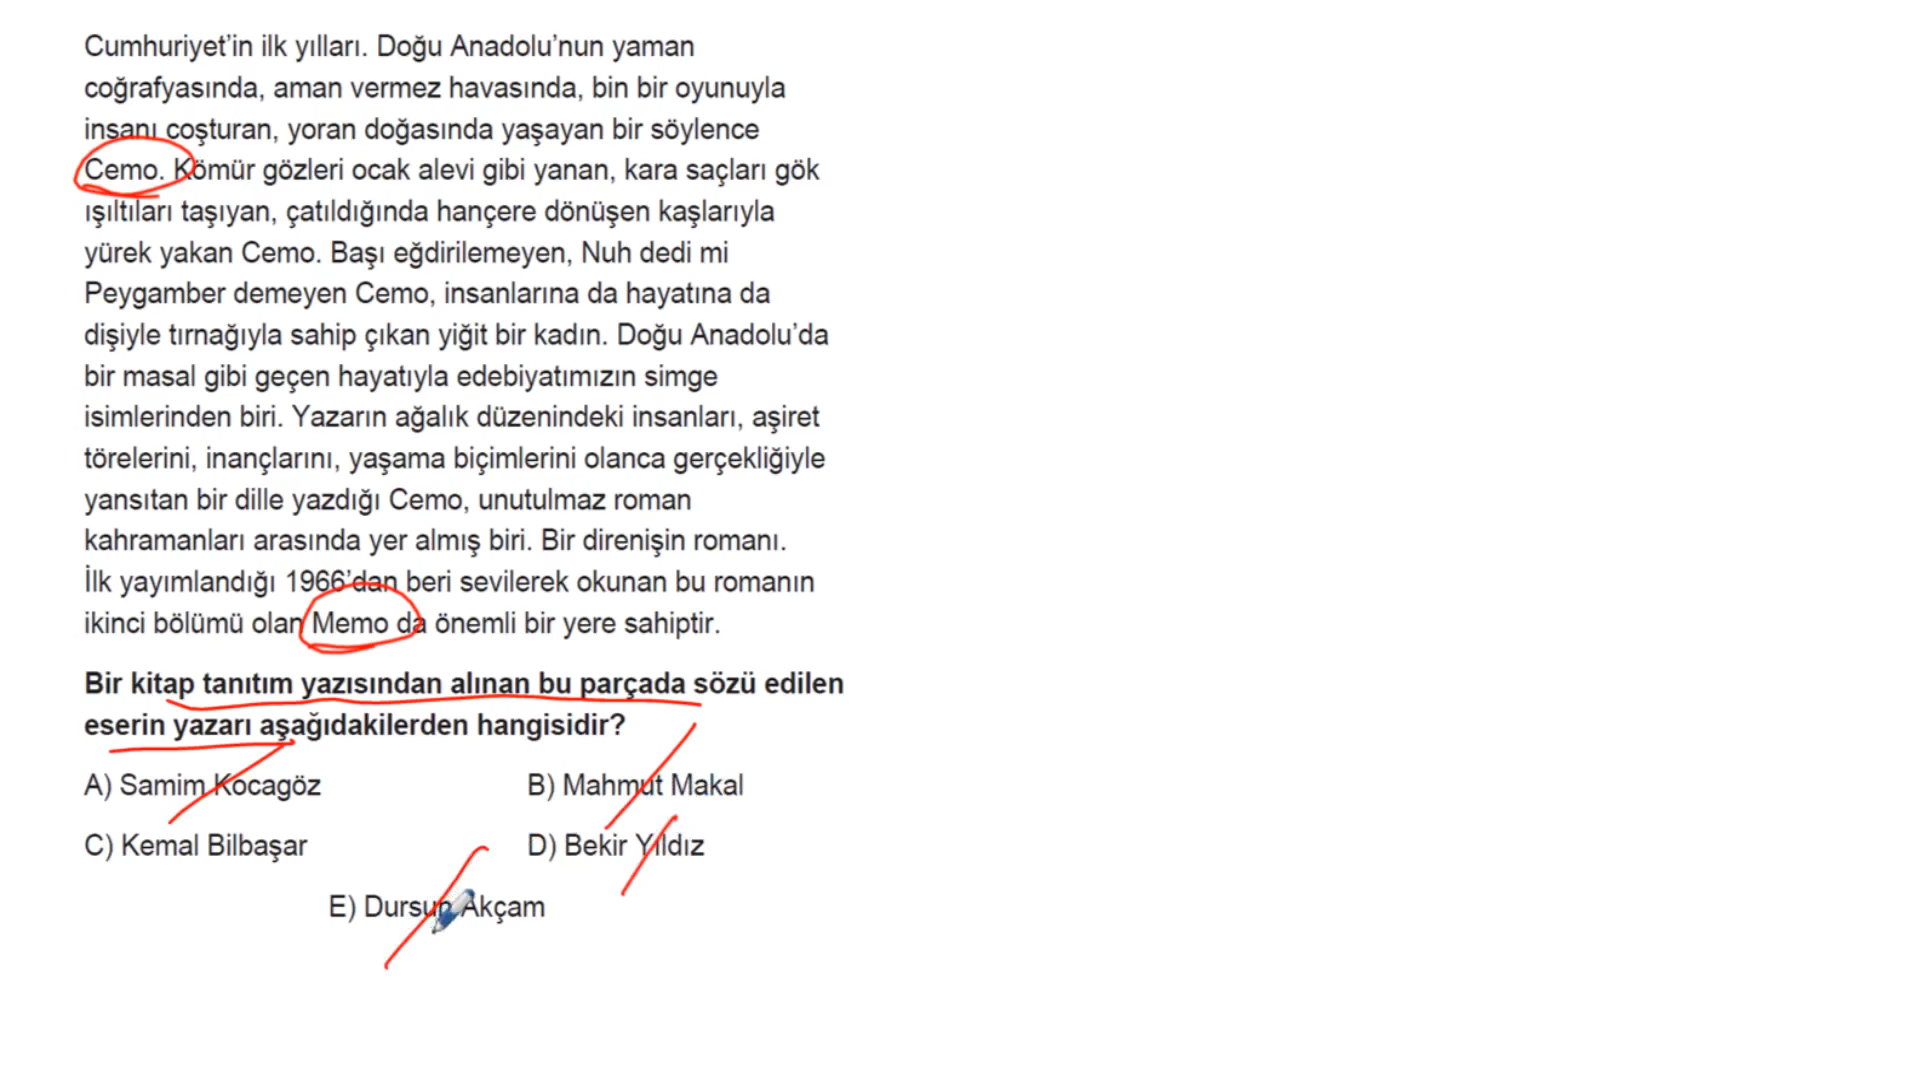 Cumhuriyet’in ilk yılları. Doğu Anadolu’nun yaman
coğrafyasında, aman vermez havasında, bin bir oyunuyla
insanı coşturan, yoran doğasında yaşayan bir söylence
Cemo. Kömür gözleri ocak alevi gibi yanan, kara saçları gök
ışıltıları taşıyan, çatıldığında hançere dönüşen kaşlarıyla
yürek yakan Cemo. Başı eğdirilemeyen, Nuh dedi mi
Peygamber demeyen Cemo, insanlarına da hayatına da
dişiyle tırnağıyla sahip çıkan yiğit bir kadın. Doğu Anadolu’da
bir masal gibi geçen hayatıyla edebiyatımızın simge
isimlerinden biri. Yazarın ağalık düzenindeki insanları, aşiret
törelerini, inançlarını, yaşama biçimlerini olanca gerçekliğiyle
yansıtan bir dille yazdığı Cemo, unutulmaz roman
kahramanları arasında yer almış biri. Bir direnişin romanı.
İlk yayımlandığı 1966’dan beri sevilerek okunan bu romanın
ikinci bölümü olan Memo da önemli bir yere sahiptir.
Bir kitap tanıtım yazısından alınan bu parçada sözü edilen
eserin yazarı aşağıdakilerden hangisidir?
A) Samim Kocagöz B) Mahmut Makal
C) Kemal Bilbaşar D) Bekir Yıldız
E) Dursun Akçam